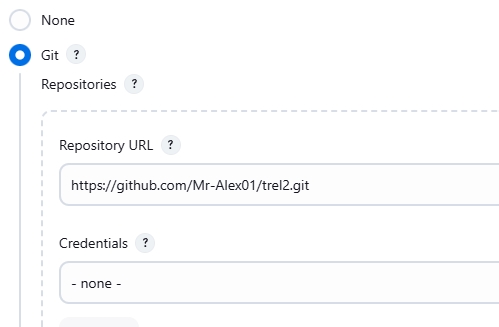 None
Git ?
Repositories ?
Repository URL ?
https://github.com/Mr-Alex01/trel2.git
Credentials ?
- none -